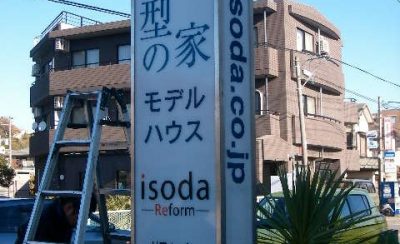 型の
家
モデル
ハウス
isoda
Reform
isoda.co.jp